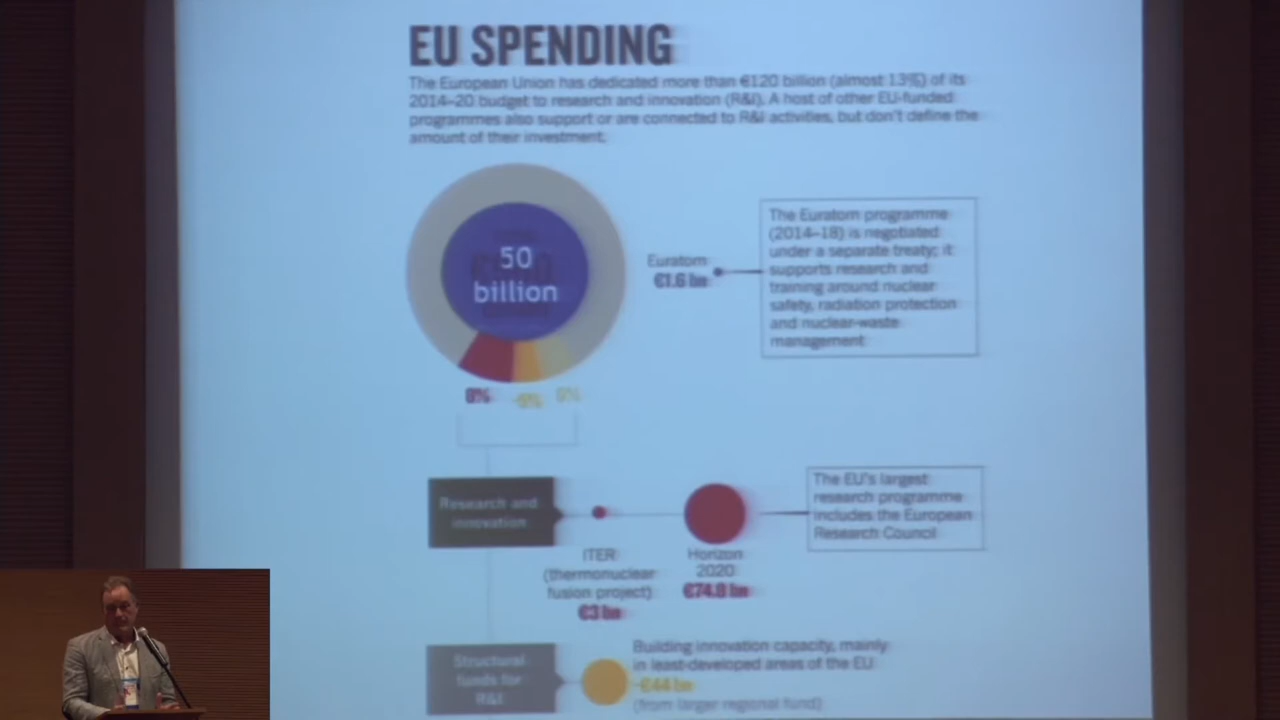 EU SPENDING
The European Union has dedicated more than €120 billion (almost 13%) of its
2014–20 budget to research and innovation (R&I). A host of other EU-funded
programmes also support or are connected to R&I activities, but don't define the
amount of their investment.
50
billion
Euratom
€1.6 bn
The Euratom programme
(2014–18) is negotiated
under a separate treaty; it
supports research and
training around nuclear
safety, radiation protection
and nuclear-waste
management
Research and
innovation
ITER
(thermonuclear
fusion project)
€3 bn
Horizon
2020
€74.8 bn
The EU's largest
research programme
includes the European
Research Council
Structural
funds for
R&I
Building innovation capacity, mainly
in least-developed areas of the EU
€44 bn
(from larger regional fund)